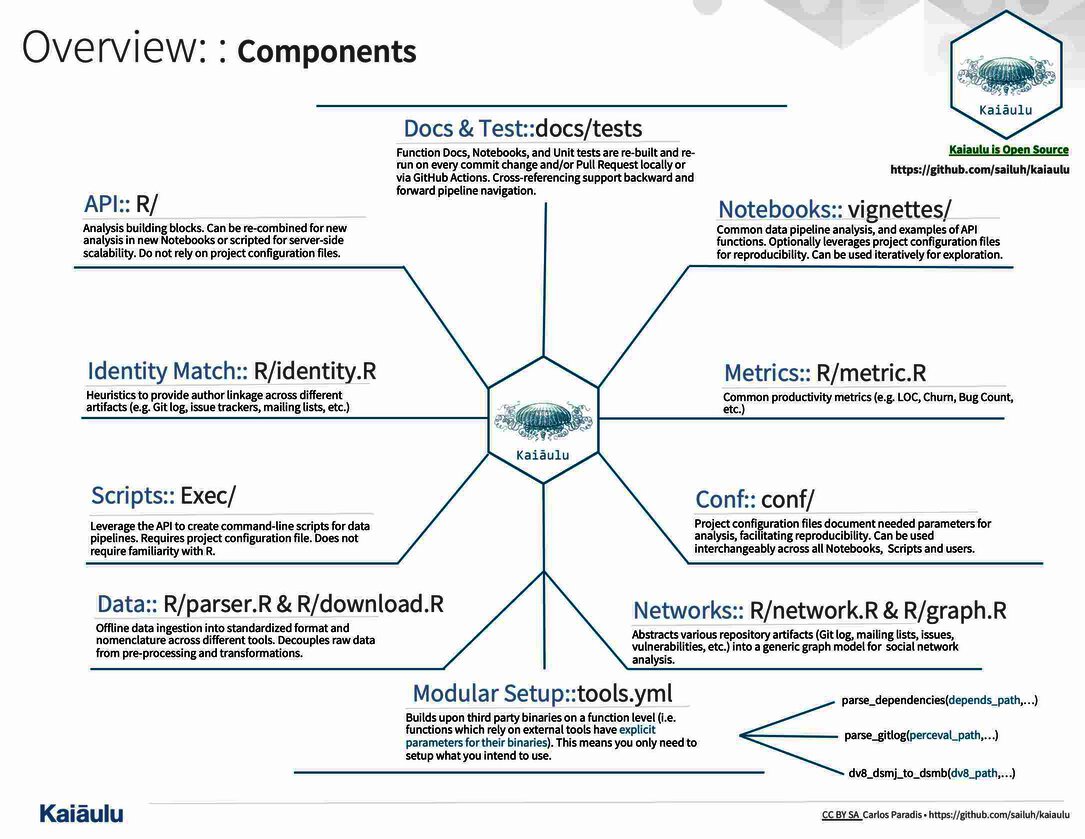 Overview: : Components
Kaiāulu
Kaiaulu is Open Source
https://github.com/sailuh/kaiaulu
Docs & Test::docs/tests
Function Docs, Notebooks, and Unit tests are re-built and re-
run on every commit change and/or Pull Request locally or
via GitHub Actions. Cross-referencing support backward and
forward pipeline navigation.
API:: R/
Analysis building blocks. Can be re-combined for new
analysis in new Notebooks or scripted for server-side
scalability. Do not rely on project configuration files.
Notebooks:: vignettes/
Common data pipeline analysis, and examples of API
functions. Optionally leverages project configuration files
for reproducibility. Can be used iteratively for exploration.
Identity Match:: R/identity.R
Heuristics to provide author linkage across different
artifacts (e.g. Git log, issue trackers, mailing lists, etc.)
Kaiāulu
Metrics:: R/metric.R
Common productivity metrics (e.g. LOC, Churn, Bug Count,
etc.)
Scripts:: Exec/
Leverage the API to create command-line scripts for data
pipelines. Requires project configuration file. Does not
require familiarity with R.
Conf:: conf/
Project configuration files document needed parameters for
analysis, facilitating reproducibility. Can be used
interchangeably across all Notebooks, Scripts and users.
Data:: R/parser.R & R/download.R
Offline data ingestion into standardized format and
nomenclature across different tools. Decouples raw data
from pre-processing and transformations.
Networks:: R/network.R & R/graph.R
Abstracts various repository artifacts (Git log, mailing lists, issues,
vulnerabilities, etc.) into a generic graph model for social network
analysis.
Modular Setup::tools.yml
Builds upon third party binaries on a function level (i.e.
functions which rely on external tools have explicit
parameters for their binaries). This means you only need to
setup what you intend to use.
parse_dependencies(depends_path,...)
parse_gitlog(perceval_path,...)
dv8_dsmj_to_dsmb(dv8_path,...)
Kaiāulu
CC BY SA Carlos Paradis • https://github.com/sailuh/kaiaulu